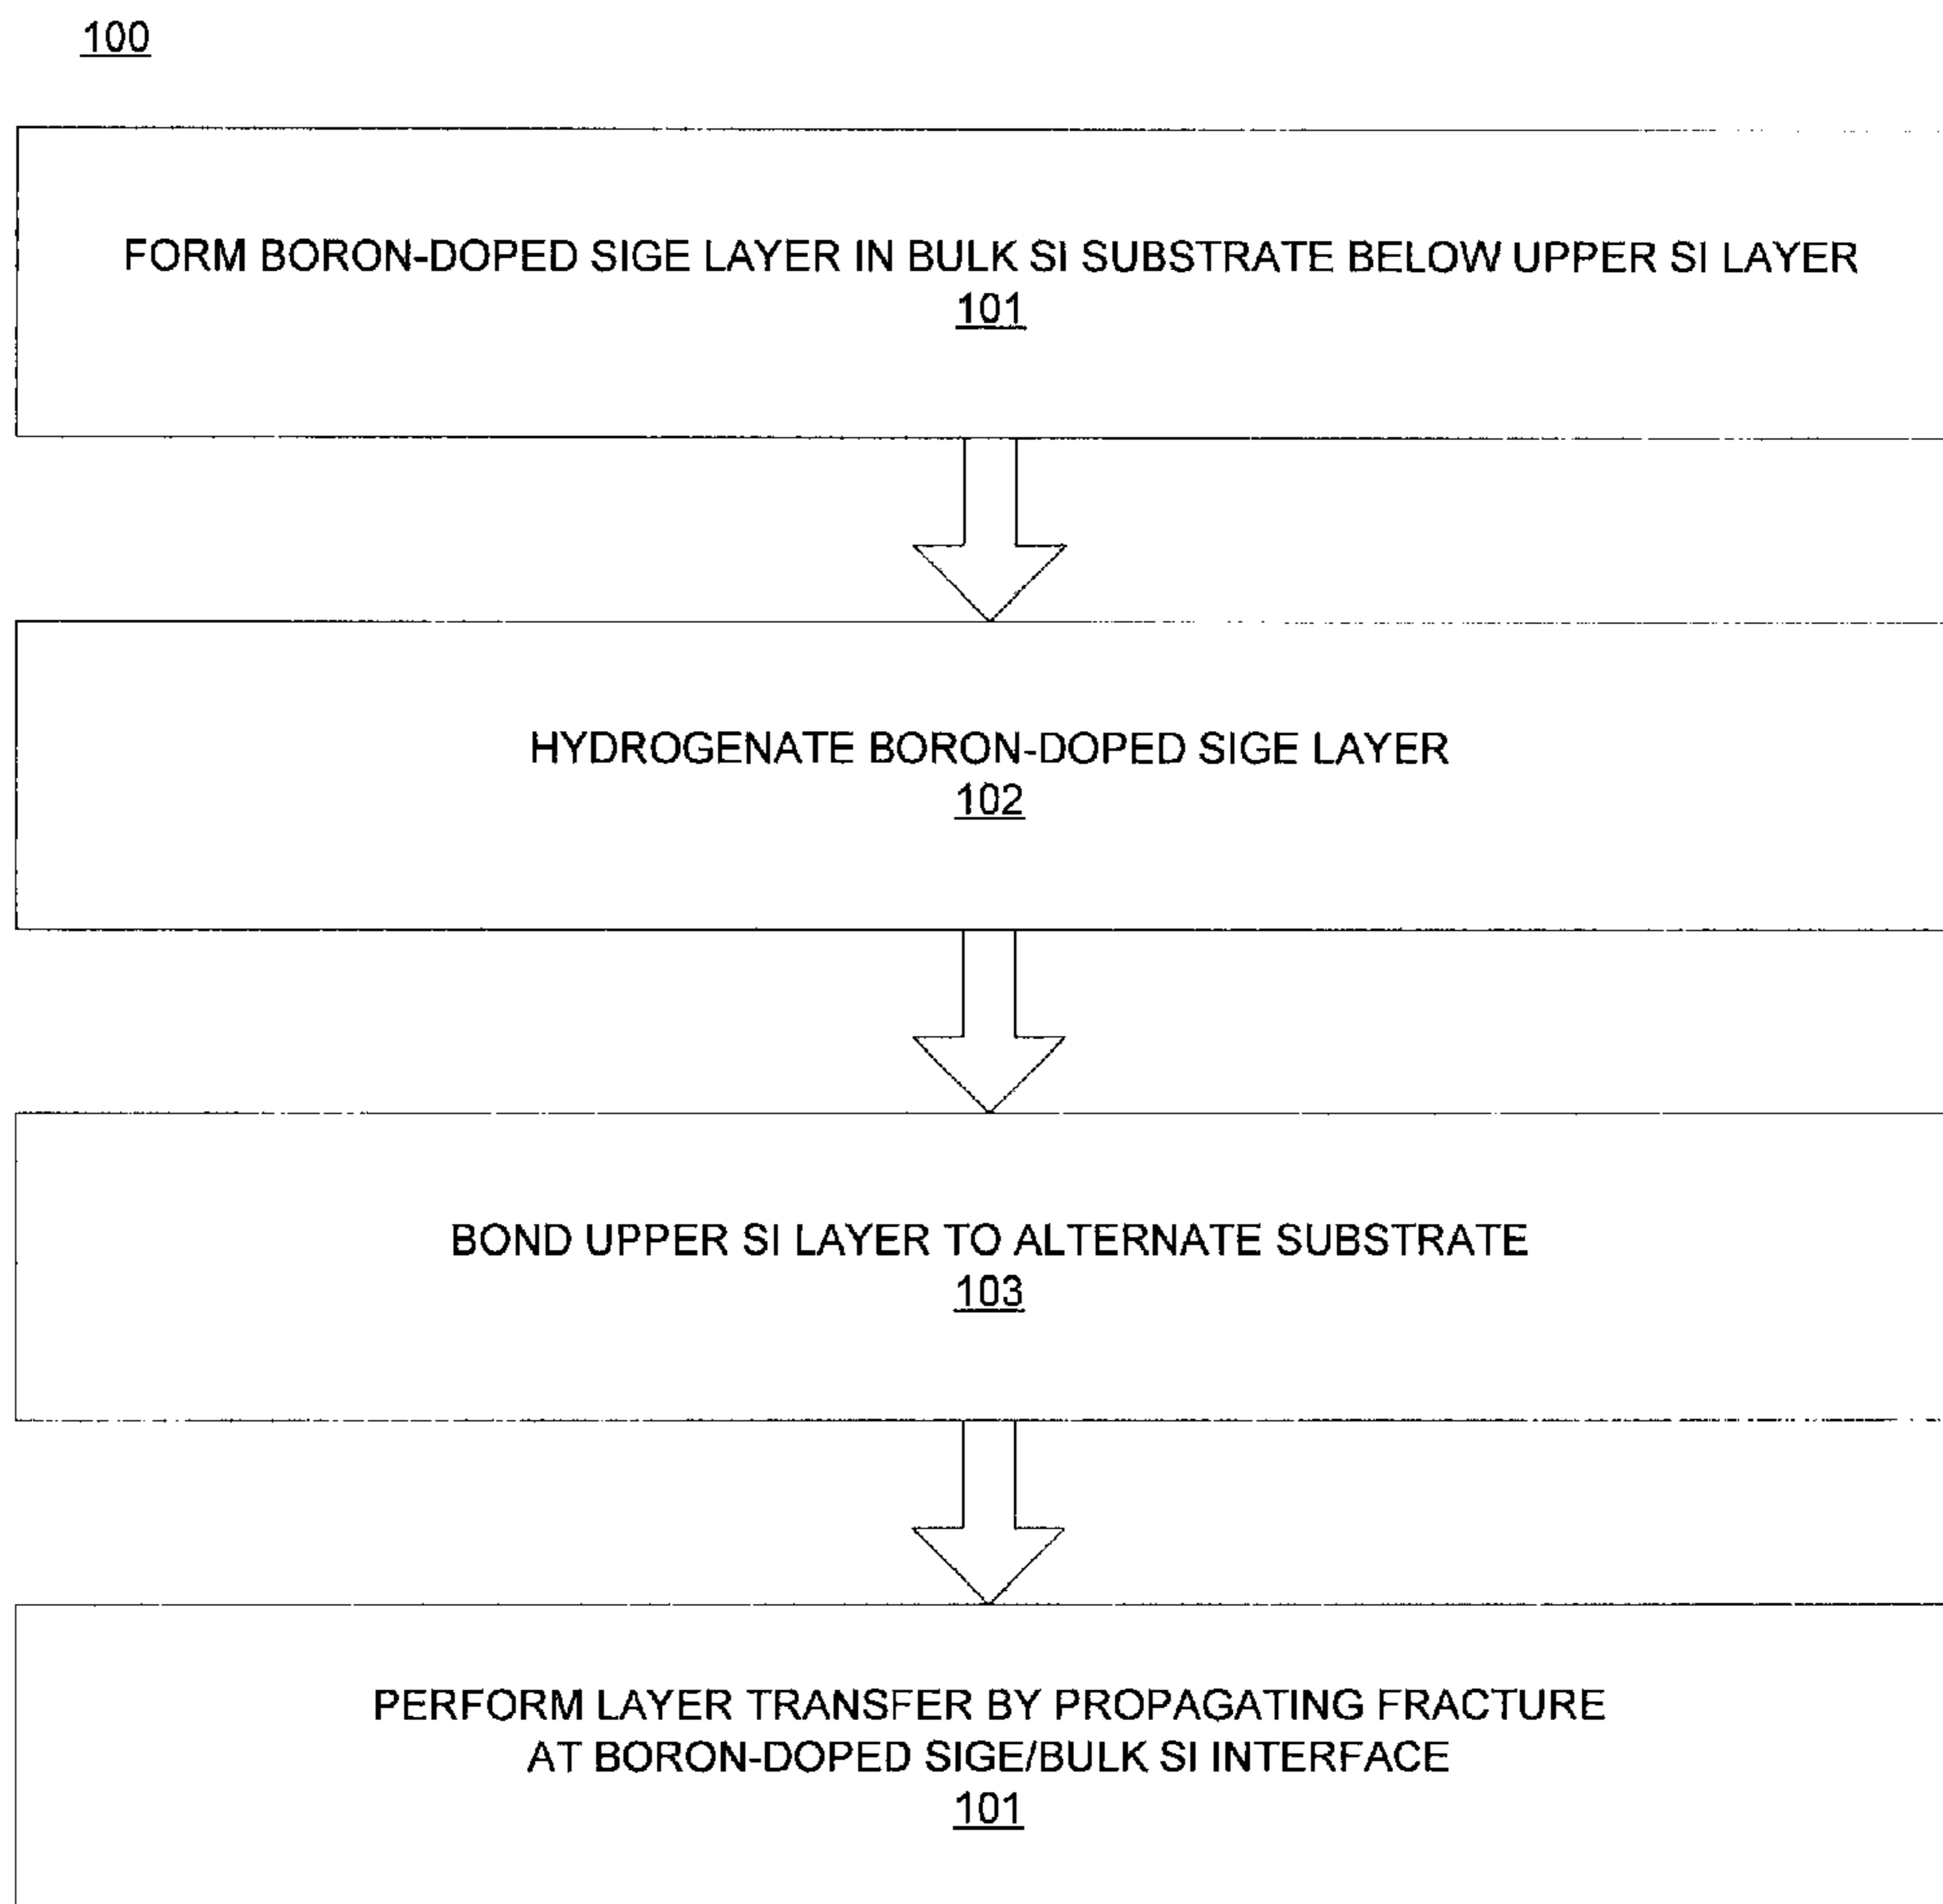 100
FORM BORON-DOPED SIGE LAYER IN BULK SI SUBSTRATE BELOW UPPER SI LAYER
101
HYDROGENATE BORON-DOPED SIGE LAYER
102
BOND UPPER SI LAYER TO ALTERNATE SUBSTRATE
103
PERFORM LAYER TRANSFER BY PROPAGATING FRACTURE
AT BORON-DOPED SIGE/BULK SI INTERFACE
101